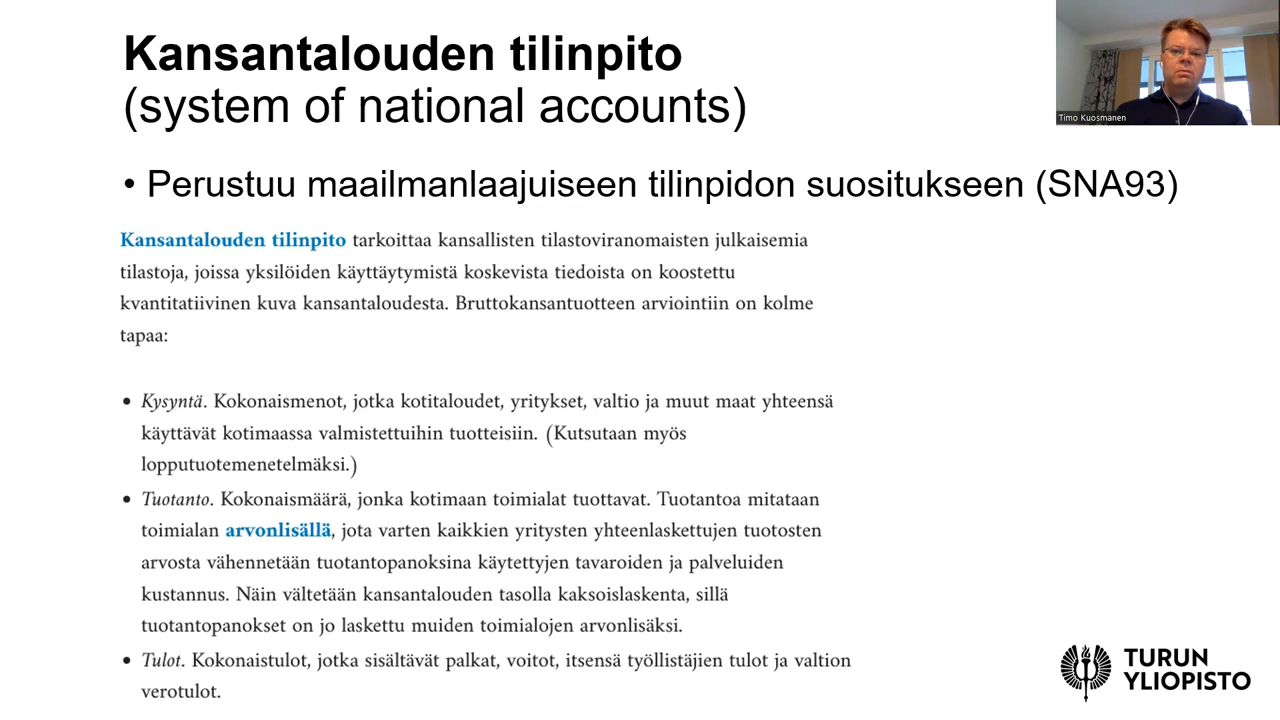 Kansantalouden tilinpito
(system of national accounts)
Timo Kuosmanen
• Perustuu maailmanlaajuiseen tilinpidon suositukseen (SNA93)
Kansantalouden tilinpito tarkoittaa kansallisten tilastoviranomaisten julkaisemia
tilastoja, joissa yksilöiden käyttäytymistä koskevista tiedoista on koostettu
kvantitatiivinen kuva kansantaloudesta. Bruttokansantuotteen arviointiin on kolme
tapaa:
• Kysyntä. Kokonaismenot, jotka kotitaloudet, yritykset, valtio ja muut maat yhteensä
käyttävät kotimaassa valmistettuihin tuotteisiin. (Kutsutaan myös
lopputuotemenetelmäksi.)
• Tuotanto. Kokonaismäärä, jonka kotimaan toimialat tuottavat. Tuotantoa mitataan
toimialan arvonlisällä, jota varten kaikkien yritysten yhteenlaskettujen tuotosten
arvosta vähennetään tuotantopanoksina käytettyjen tavaroiden ja palveluiden
kustannus. Näin vältetään kansantalouden tasolla kaksoislaskenta, sillä
tuotantopanokset on jo laskettu muiden toimialojen arvonlisäksi.
• Tulot. Kokonaistulot, jotka sisältävät palkat, voitot, itsensä työllistäjien tulot ja valtion
verotulot.
TURUN
YLIOPISTO